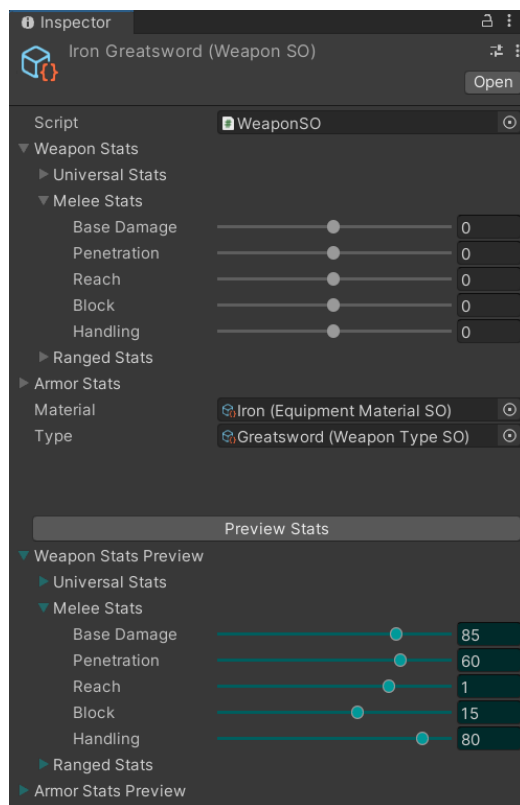 Inspector
Iron Greatsword (Weapon SO)
Open
Script WeaponSO
Weapon Stats
Universal Stats
Melee Stats
Base Damage 0
Penetration 0
Reach 0
Block 0
Handling 0
Ranged Stats
Armor Stats
Material Iron (Equipment Material SO)
Type Greatsword (Weapon Type SO)
Preview Stats
Weapon Stats Preview
Universal Stats
Melee Stats
Base Damage 85
Penetration 60
Reach 1
Block 15
Handling 80
Ranged Stats
Armor Stats Preview